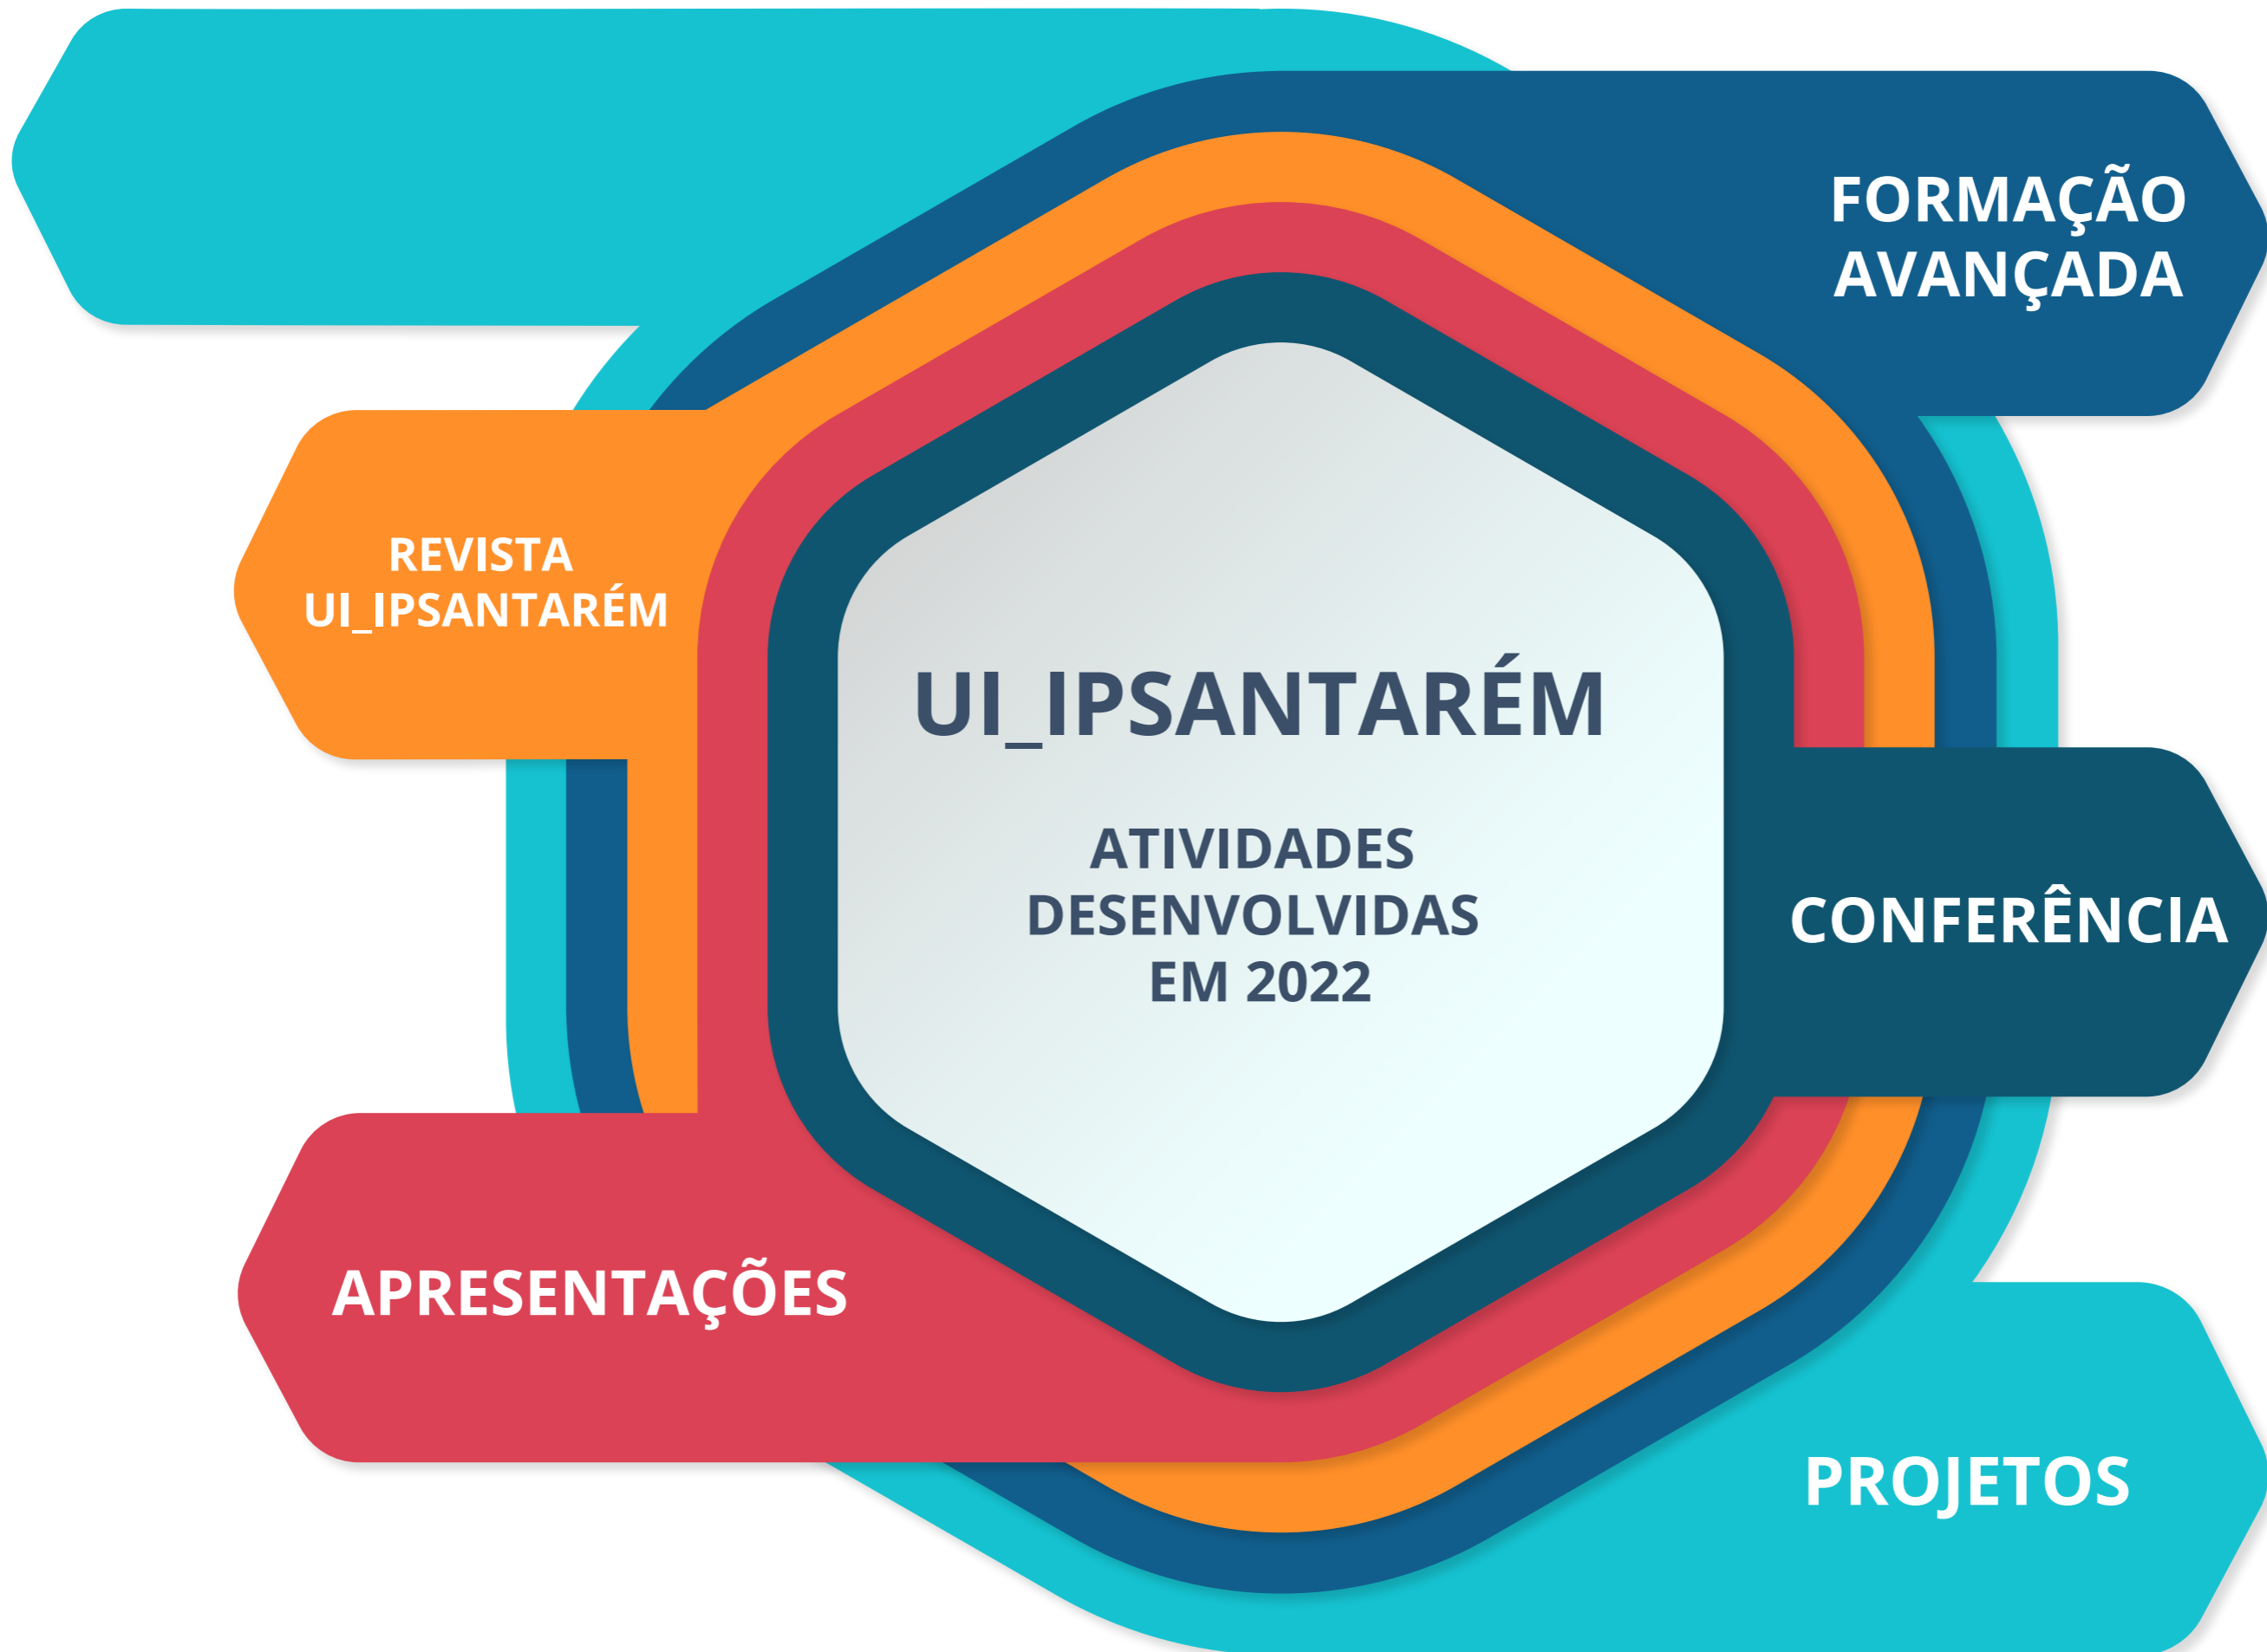 FORMAÇÃO
AVANÇADA
REVISTA
UI_IPSANTARÉM
UI_IPSANTARÉM
ATIVIDADES
DESENVOLVIDAS
EM 2022
CONFERÊNCIA
APRESENTAÇÕES
PROJETOS